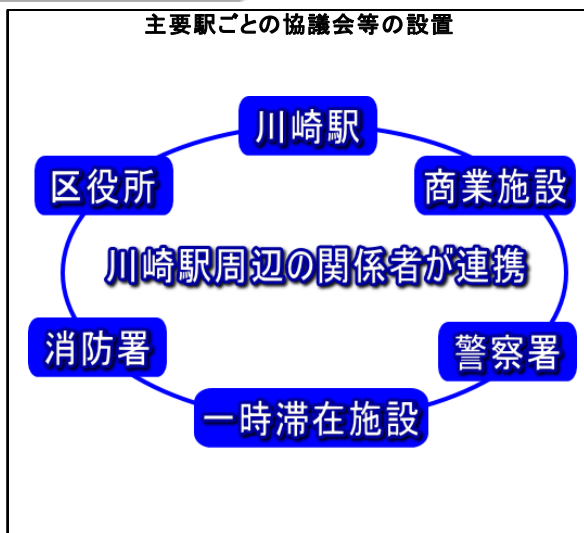 主要駅ごとの協議会等の設置
川崎駅
区役所
商業施設
川崎駅周辺の関係者が連携
消防署
警察署
一時滞在施設